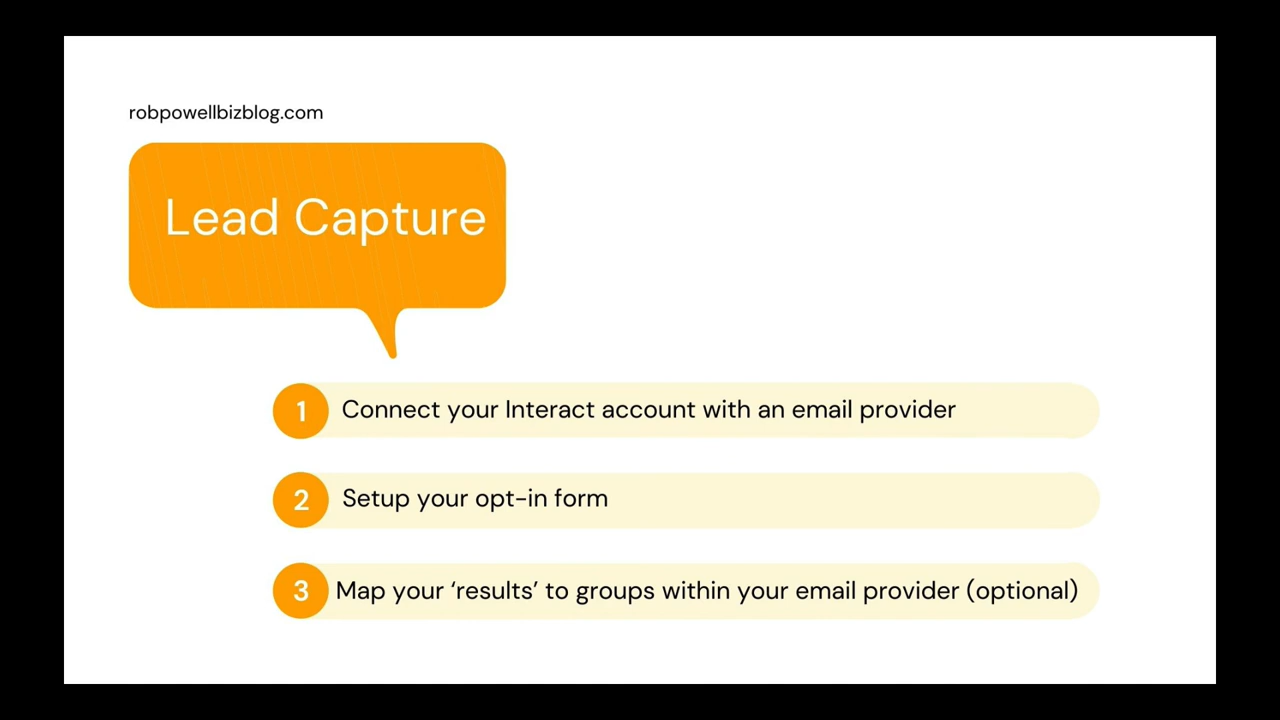 robpowellbizblog.com
Lead Capture
1 Connect your Interact account with an email provider
2 Setup your opt-in form
3 Map your ‘results’ to groups within your email provider (optional)